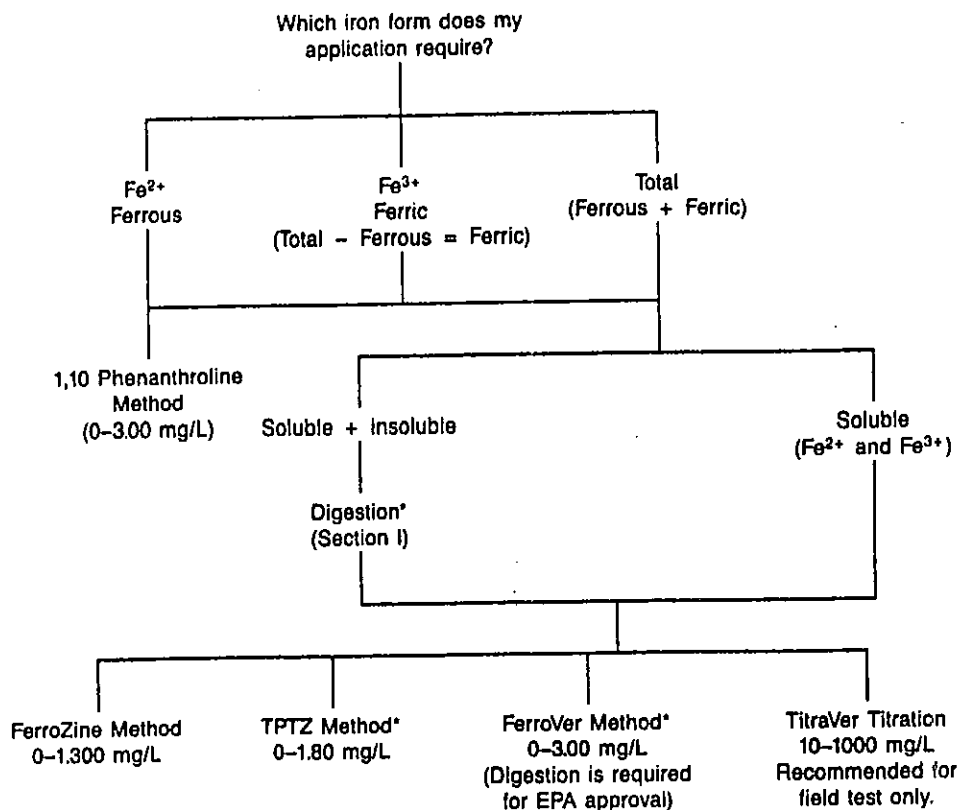 Which iron form does my
application require?
Fe²⁺
Ferrous
Fe³⁺
Ferric
(Total – Ferrous = Ferric)
Total
(Ferrous + Ferric)
1,10 Phenanthroline
Method
(0–3.00 mg/L)
Soluble + Insoluble
Soluble
(Fe²⁺ and Fe³⁺)
Digestion*
(Section I)
FerroZine Method
0–1.300 mg/L
TPTZ Method*
0–1.80 mg/L
FerroVer Method*
0–3.00 mg/L
(Digestion is required
for EPA approval)
TitraVer Titration
10–1000 mg/L
Recommended for
field test only.